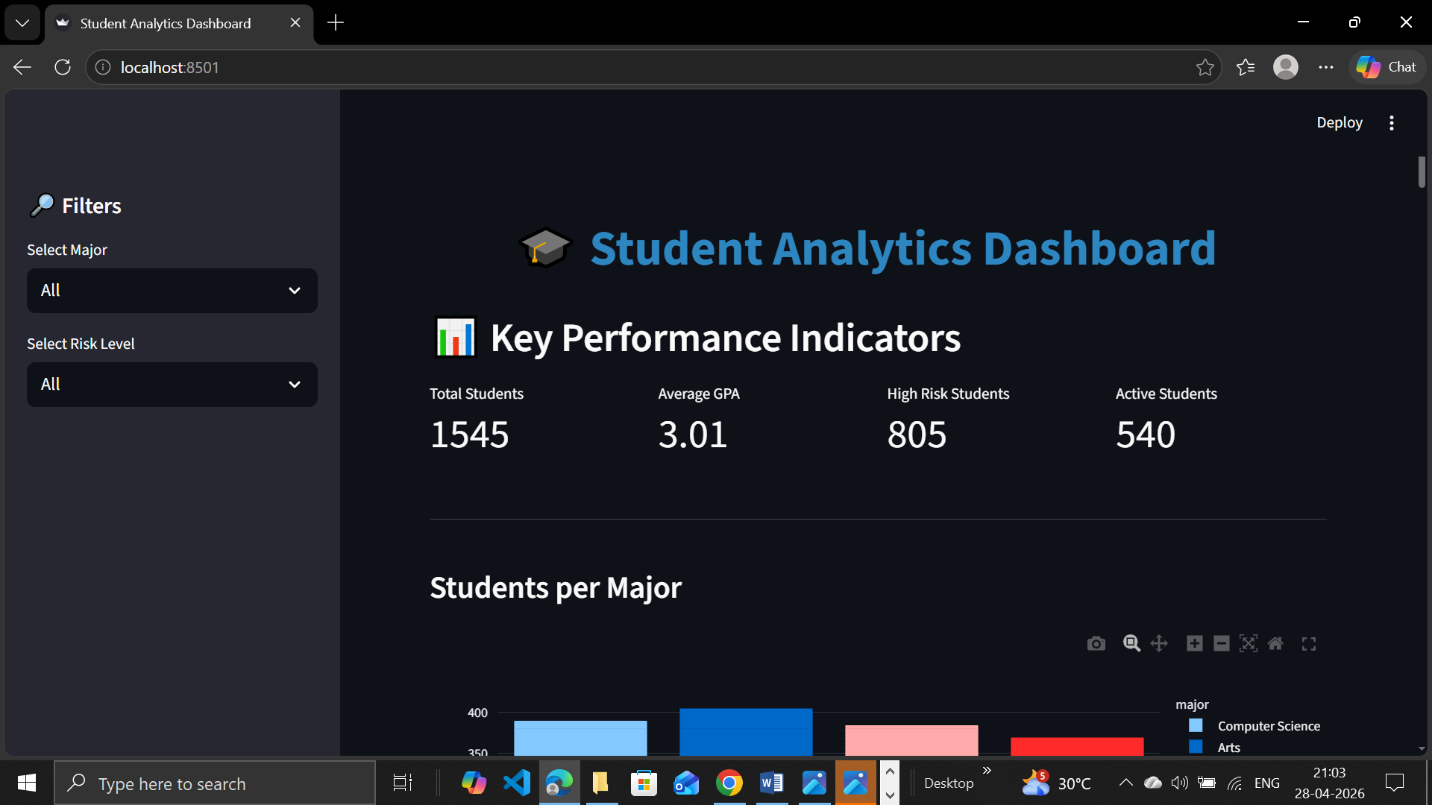 Student Analytics Dashboard
localhost:8501
Chat
Deploy
Filters
Select Major
All
Select Risk Level
All
Student Analytics Dashboard
Key Performance Indicators
Total Students
Average GPA
High Risk Students
Active Students
1545
3.01
805
540
Students per Major
major
400
Computer Science
Arts
350
Type here to search
Desktop
5
30°C
ENG
21:03
28-04-2026